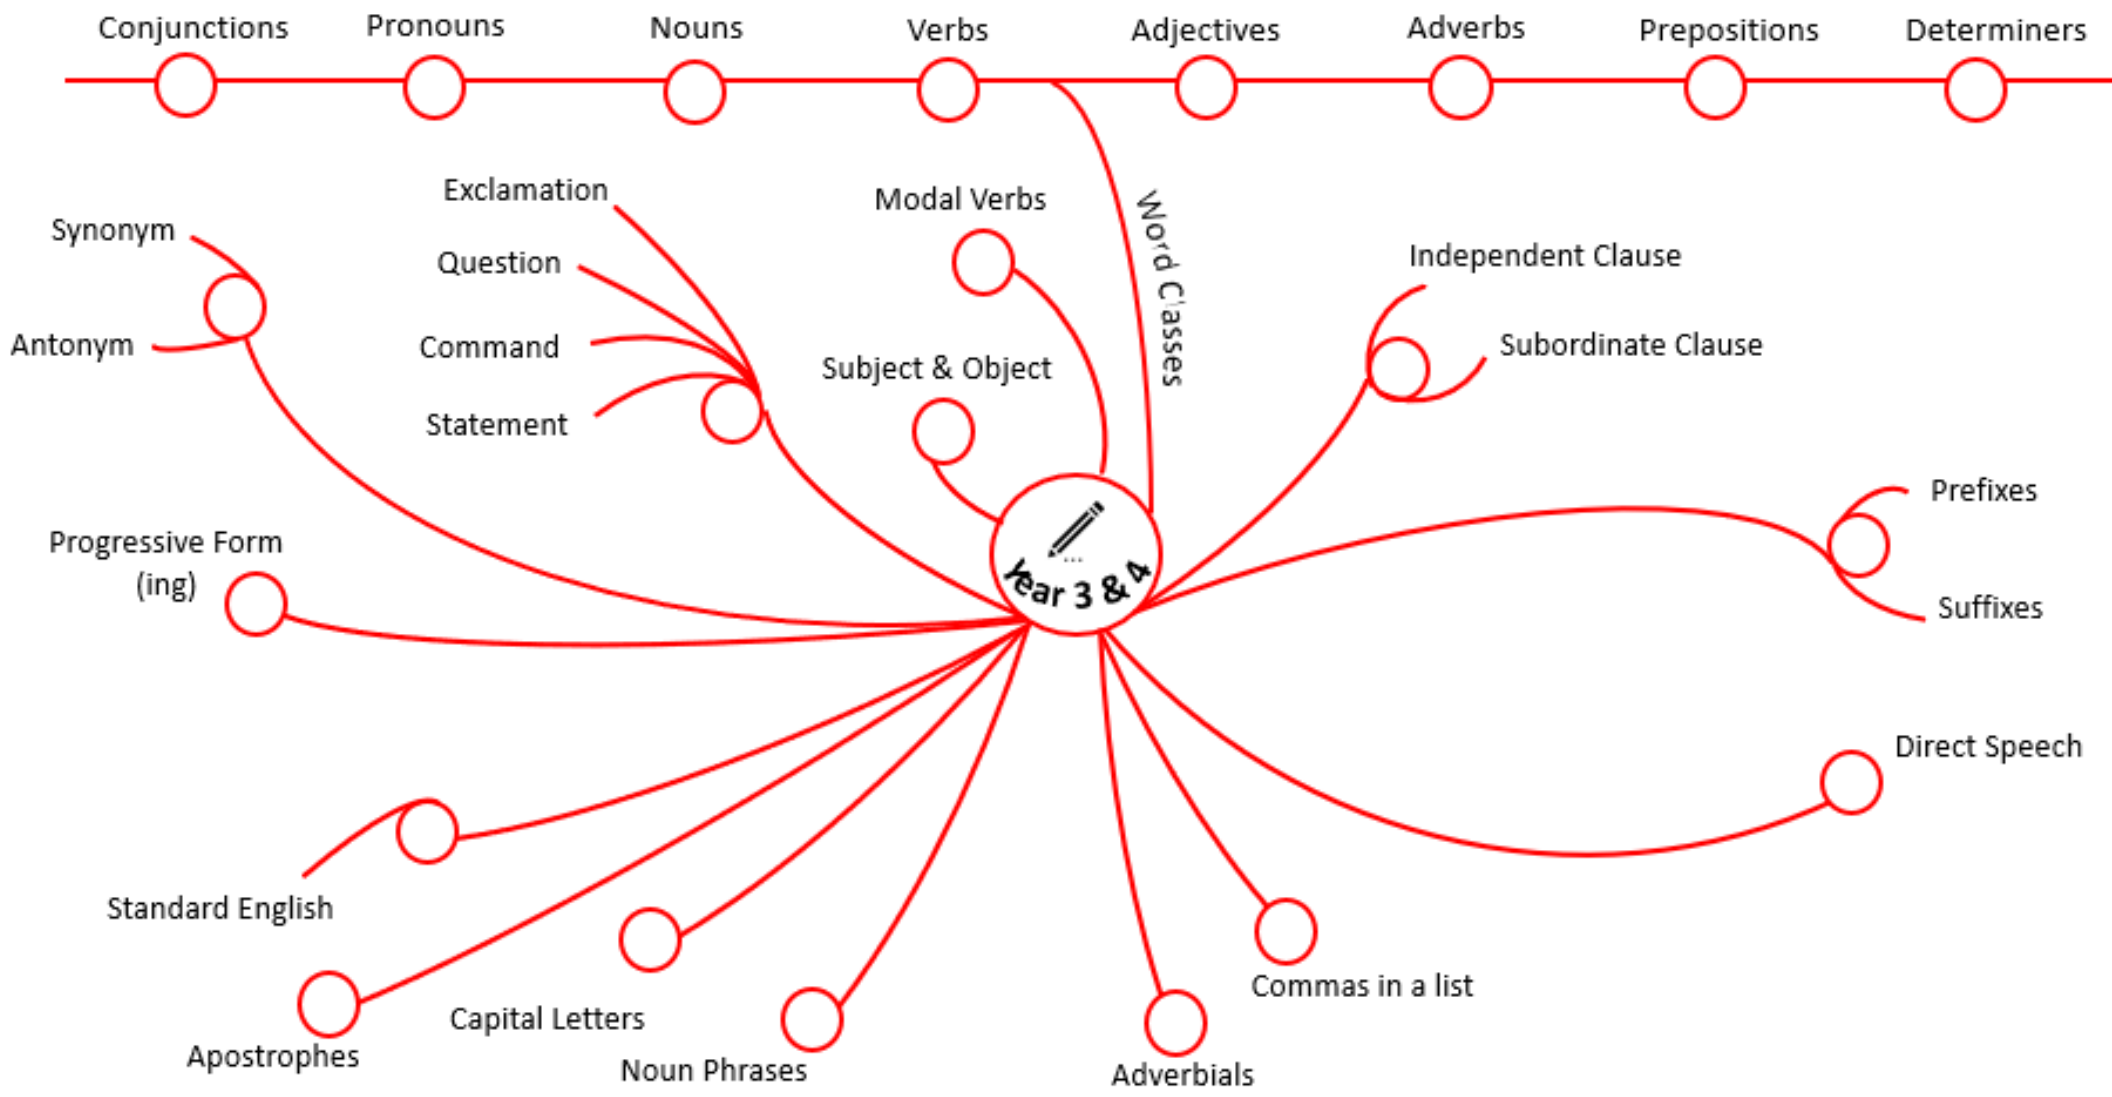 Conjunctions
Pronouns
Nouns
Verbs
Adjectives
Adverbs
Prepositions
Determiners
Synonym
Antonym
Exclamation
Question
Command
Statement
Modal Verbs
Subject & Object
Word Classes
Independent Clause
Subordinate Clause
Prefixes
Suffixes
Progressive Form
(ing)
...
Year 3 & 4
Direct Speech
Standard English
Apostrophes
Capital Letters
Noun Phrases
Adverbials
Commas in a list